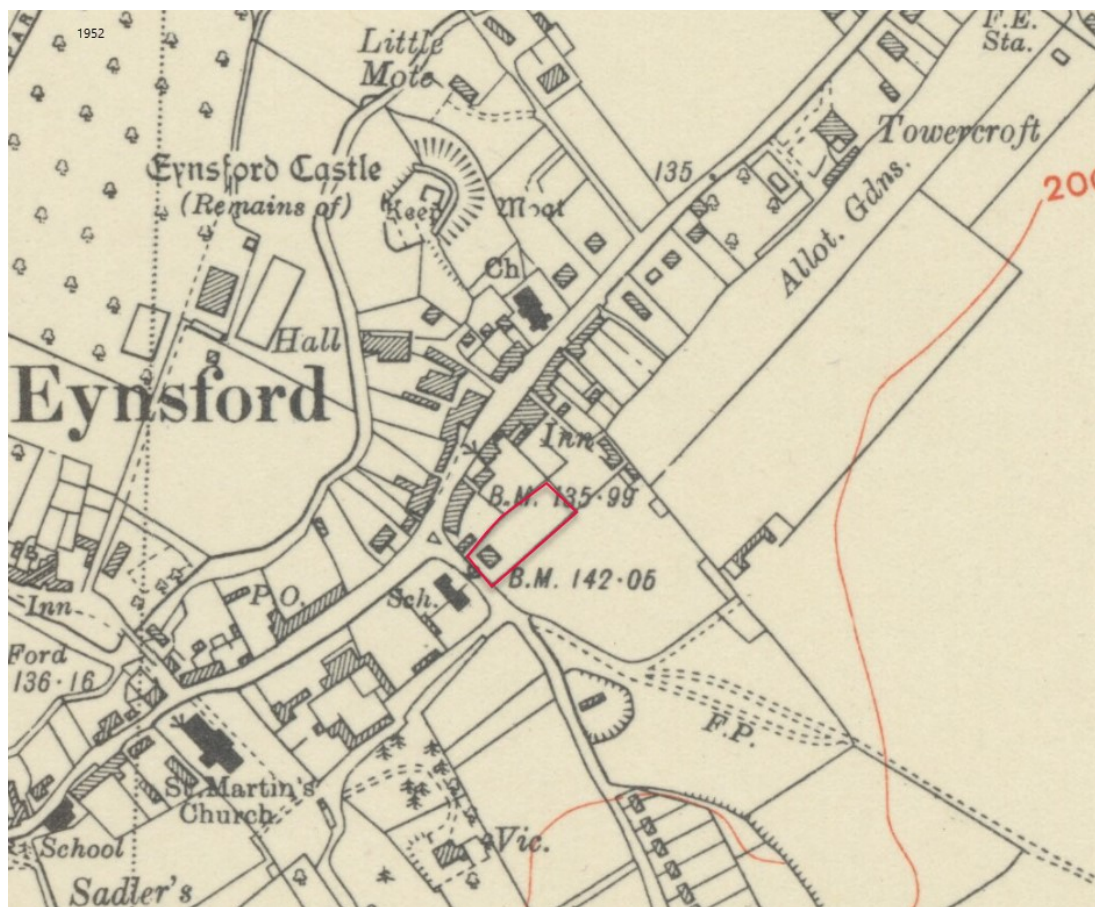 1952
F.E.
Sta.
Little
Mote
Towercroft
Eynsford Castle
(Remains of)
135
200
Keep
Moat
Allot. Gdns.
Ch
Hall
Eynsford
Inn
B.M. 135·99
B.M. 142·05
P.O.
Sch.
Inn
Ford
136·16
F.P.
St. Martin's
Church
School
Vic.
Sadler's